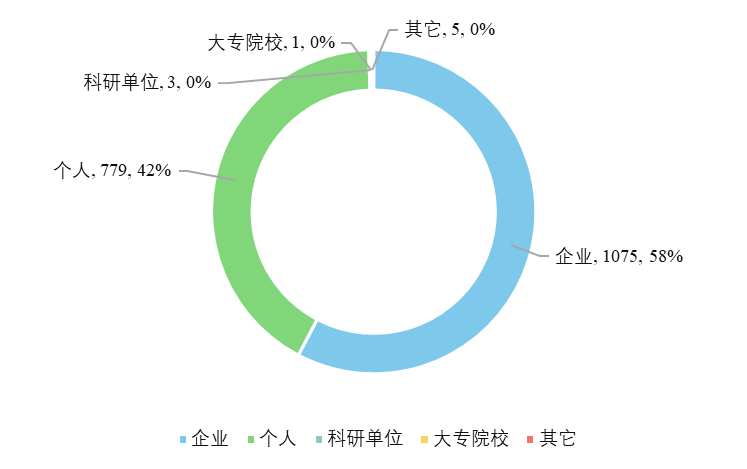 其它, 5, 0%
大专院校, 1, 0%
科研单位, 3, 0%
个人, 779, 42%
企业, 1075, 58%
企业 个人 科研单位 大专院校 其它